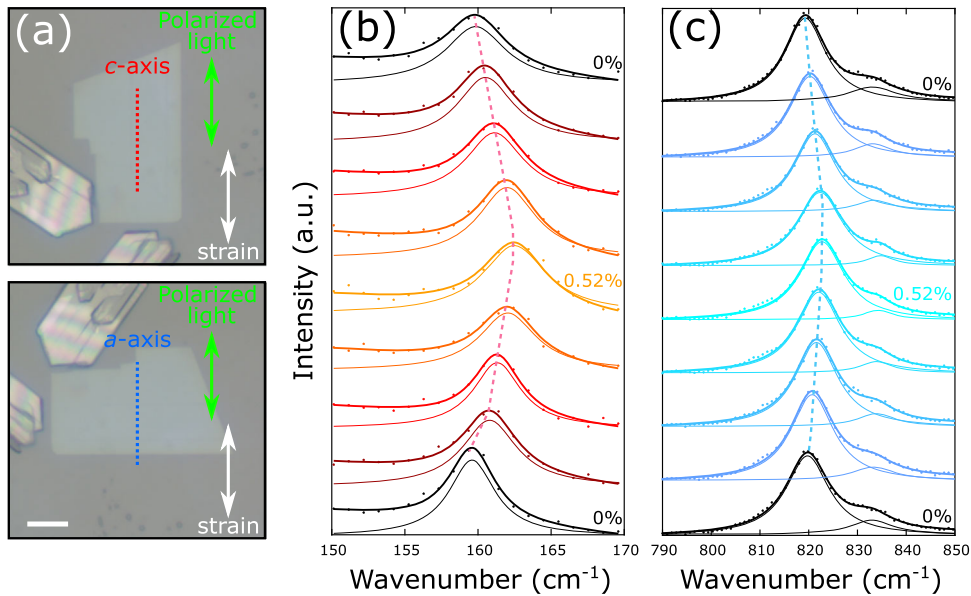 (a)
Polarized
light
c-axis
strain
Polarized
light
a-axis
strain
(b)
0%
0.52%
0%
Intensity (a.u.)
150 155 160 165 170
Wavenumber (cm⁻¹)
(c)
0%
0.52%
0%
790 800 810 820 830 840 850
Wavenumber (cm⁻¹)